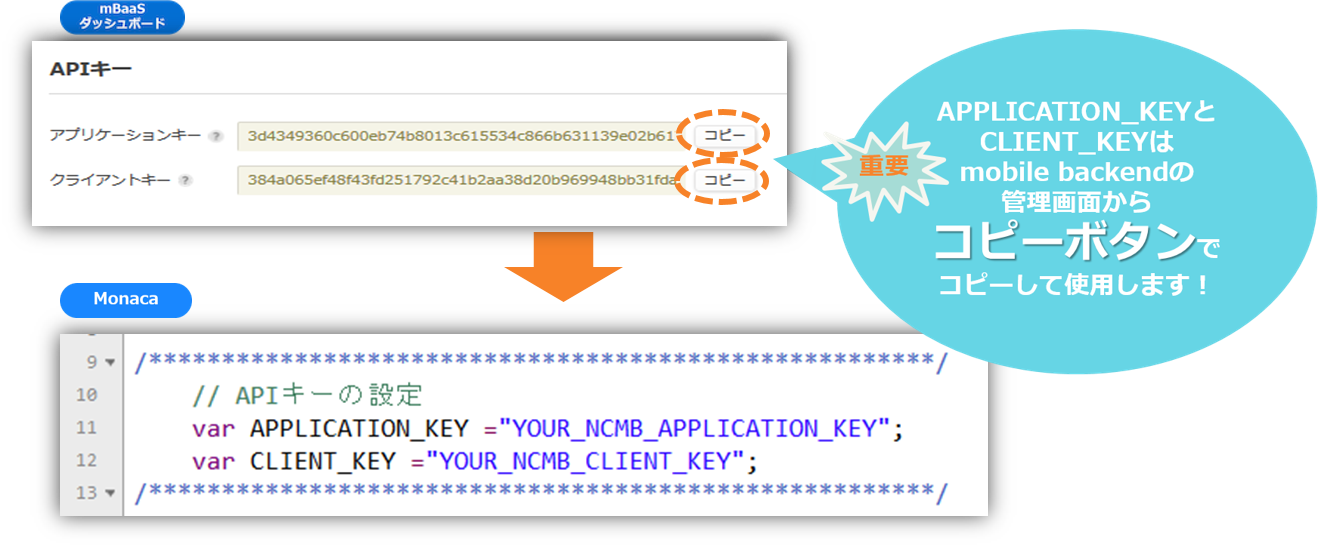 mBaaS
ダッシュボード
APIキー
アプリケーションキー ?
3d4349360c600eb74b8013c615534c866b631139e02b61
コピー
クライアントキー ?
384a065ef48f43fd251792c41b2aa38d20b969948bb31fda
コピー
重要
APPLICATION_KEYと
CLIENT_KEYは
mobile backendの
管理画面から
コピーボタンで
コピーして使用します!
Monaca
9 /******************************************************/
10 // APIキーの設定
11 var APPLICATION_KEY ="YOUR_NCMB_APPLICATION_KEY";
12 var CLIENT_KEY ="YOUR_NCMB_CLIENT_KEY";
13 /******************************************************/